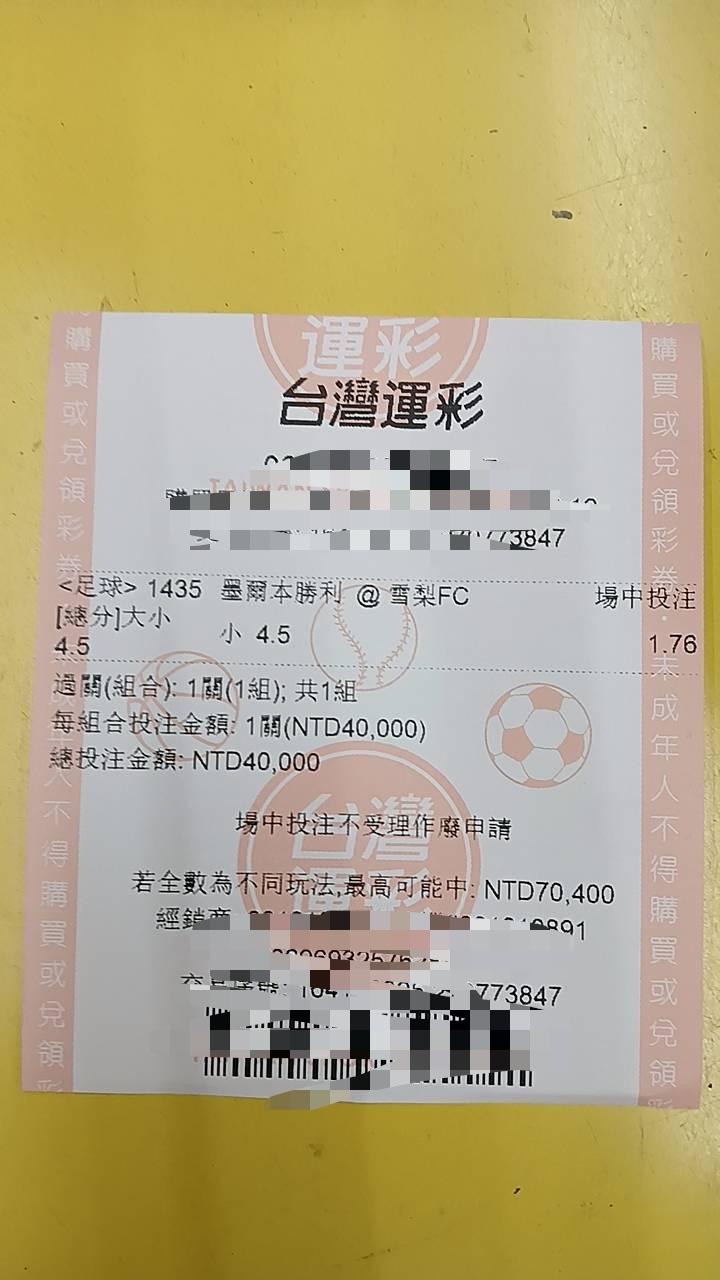 運彩
台灣運彩
773847
<足球> 1435 墨爾本勝利 @ 雪梨FC 場中投注
[總分]大小 小 4.5 1.76
4.5
過關(組合): 1關(1組); 共1組
每組合投注金額: 1關(NTD40,000)
總投注金額: NTD40,000
台灣運彩
場中投注不受理作廢申請
若全數為不同玩法,最高可能中: NTD70,400
經銷商
891
773847
購買或兌領彩券
人不得購買或兌領彩
購買或兌領彩券・未成年人不得購買或兌領彩